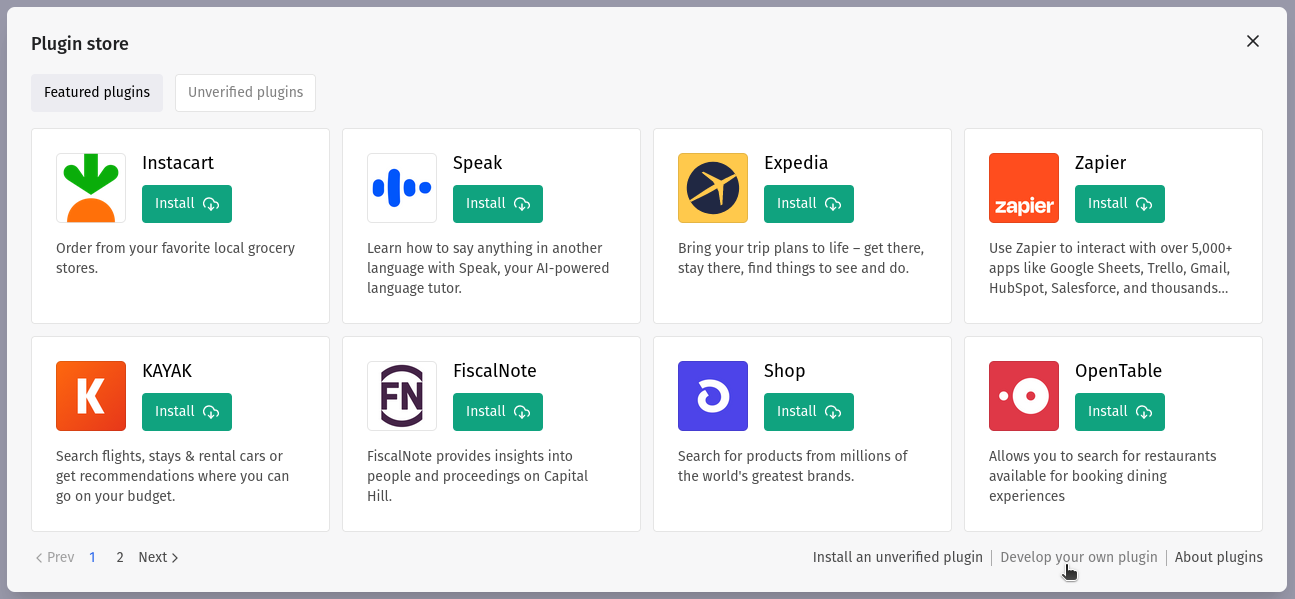 Plugin store
Featured plugins
Unverified plugins
Instacart
Install
Order from your favorite local grocery
stores.
Speak
Install
Learn how to say anything in another
language with Speak, your AI-powered
language tutor.
Expedia
Install
Bring your trip plans to life – get there,
stay there, find things to see and do.
zapier
Zapier
Install
Use Zapier to interact with over 5,000+
apps like Google Sheets, Trello, Gmail,
HubSpot, Salesforce, and thousands...
K
KAYAK
Install
Search flights, stays & rental cars or
get recommendations where you can
go on your budget.
FN
FiscalNote
Install
FiscalNote provides insights into
people and proceedings on Capital
Hill.
Shop
Install
Search for products from millions of
the world's greatest brands.
OpenTable
Install
Allows you to search for restaurants
available for booking dining
experiences
Prev 1 2 Next
Install an unverified plugin | Develop your own plugin | About plugins